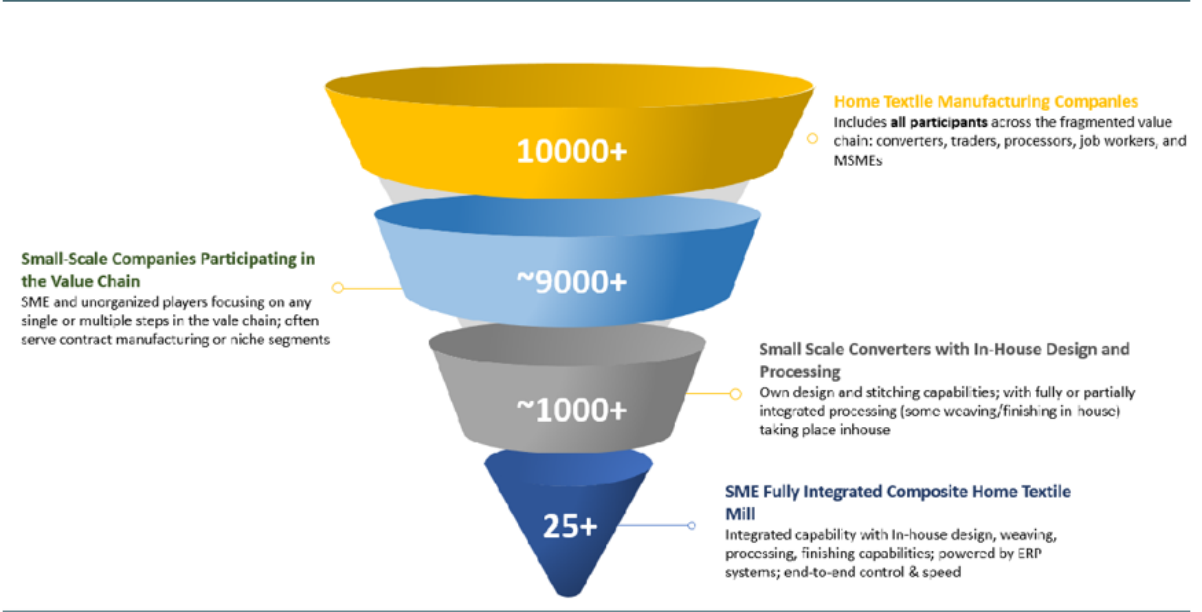 Home Textile Manufacturing Companies
Includes all participants across the fragmented value
chain: converters, traders, processors, job workers, and
MSMEs
10000+
Small-Scale Companies Participating in
the Value Chain
SME and unorganized players focusing on any
single or multiple steps in the vale chain; often
serve contract manufacturing or niche segments
~9000+
Small Scale Converters with In-House Design and
Processing
Own design and stitching capabilities; with fully or partially
integrated processing (some weaving/finishing in-house)
taking place inhouse
~1000+
SME Fully Integrated Composite Home Textile
Mill
Integrated capability with In-house design, weaving,
processing, finishing capabilities; powered by ERP
systems; end-to-end control & speed
25+